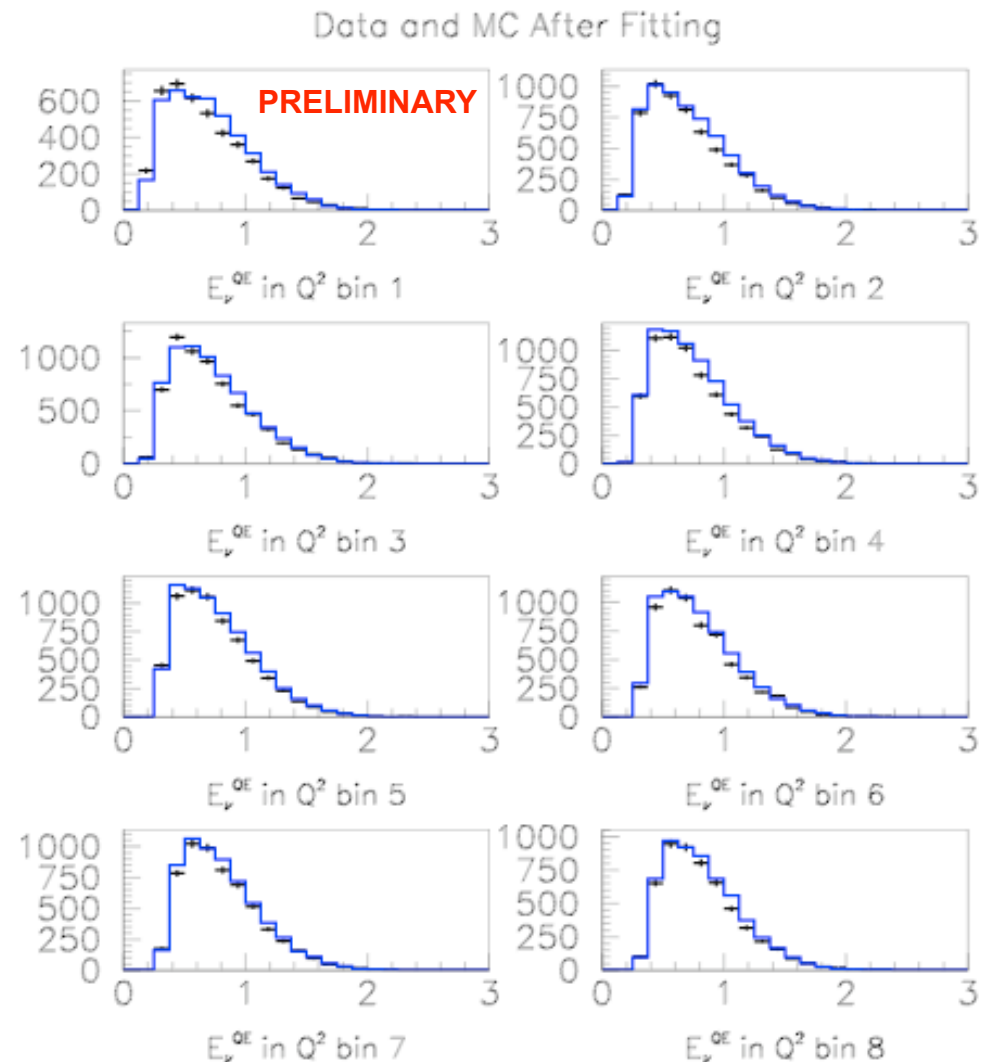 Data and MC After Fitting
PRELIMINARY
600
400
200
0
0 1 2 3
E_ν^QE in Q² bin 1
1000
750
500
250
0
0 1 2 3
E_ν^QE in Q² bin 2
1000
500
0
0 1 2 3
E_ν^QE in Q² bin 3
1000
750
500
250
0
0 1 2 3
E_ν^QE in Q² bin 4
1000
750
500
250
0
0 1 2 3
E_ν^QE in Q² bin 5
1000
750
500
250
0
0 1 2 3
E_ν^QE in Q² bin 6
1000
750
500
250
0
0 1 2 3
E_ν^QE in Q² bin 7
1000
750
500
250
0
0 1 2 3
E_ν^QE in Q² bin 8